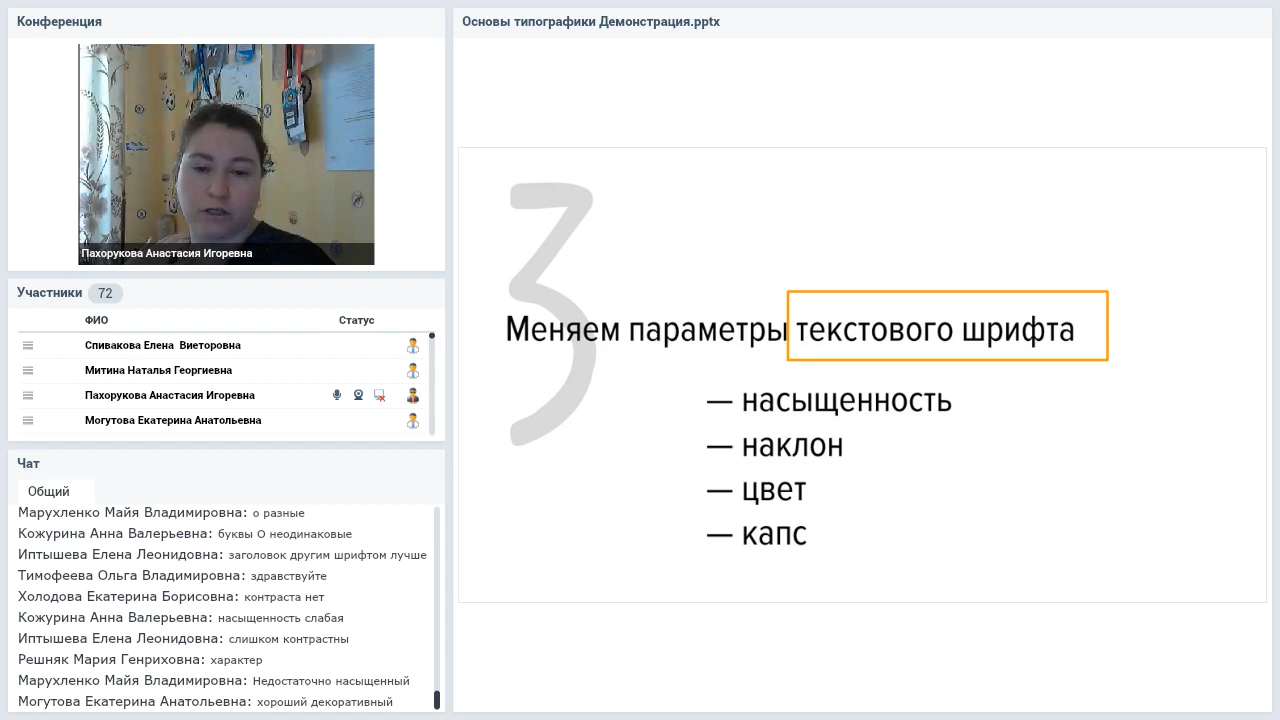 Конференция
Пахорукова Анастасия Игоревна
Участники 72
ФИО Статус
Спивакова Елена Виеторовна
Митина Наталья Георгиевна
Пахорукова Анастасия Игоревна
Могутова Екатерина Анатольевна
Чат
Общий
Марухленко Майя Владимировна: о разные
Кожурина Анна Валерьевна: буквы О неодинаковые
Иптышева Елена Леонидовна: заголовок другим шрифтом лучше
Тимофеева Ольга Владимировна: здравствуйте
Холодова Екатерина Борисовна: контраста нет
Кожурина Анна Валерьевна: насыщенность слабая
Иптышева Елена Леонидовна: слишком контрастны
Решняк Мария Генриховна: характер
Марухленко Майя Владимировна: Недостаточно насыщенный
Могутова Екатерина Анатольевна: хороший декоративный
Основы типографики Демонстрация.pptx
3
Меняем параметры текстового шрифта
— насыщенность
— наклон
— цвет
— капс